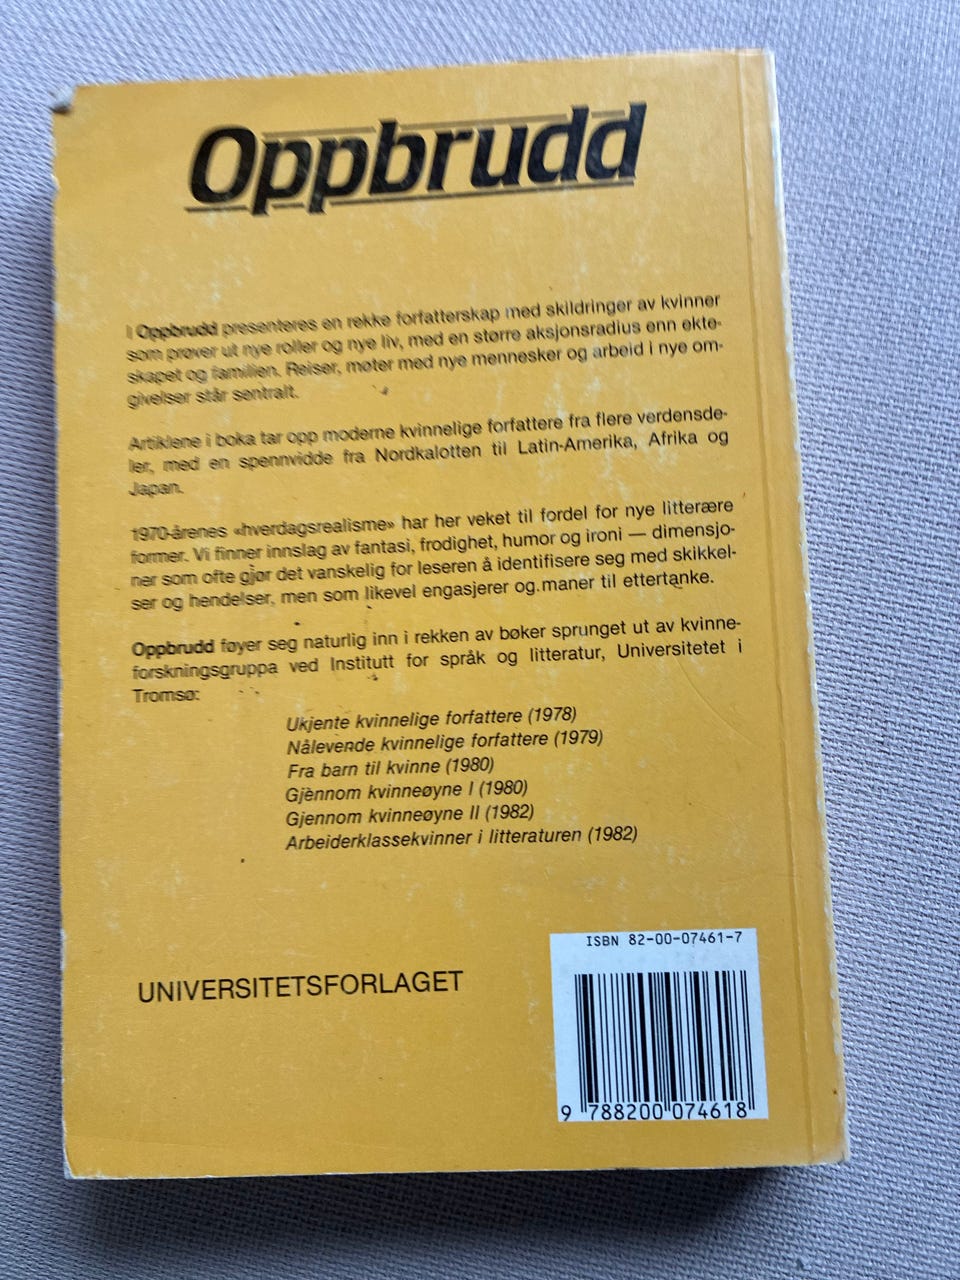 Oppbrudd
I Oppbrudd presenteres en rekke forfatterskap med skildringer av kvinner
som prøver ut nye roller og nye liv, med en større aksjonsradius enn ekte-
skapet og familien. Reiser, møter med nye mennesker og arbeid i nye om-
givelser står sentralt.
Artiklene i boka tar opp moderne kvinnelige forfattere fra flere verdensde-
ler, med en spennvidde fra Nordkalotten til Latin-Amerika, Afrika og
Japan.
1970-årenes «hverdagsrealisme» har her veket til fordel for nye litterære
former. Vi finner innslag av fantasi, frodighet, humor og ironi — dimensjo-
ner som ofte gjør det vanskelig for leseren å identifisere seg med skikkel-
ser og hendelser, men som likevel engasjerer og maner til ettertanke.
Oppbrudd føyer seg naturlig inn i rekken av bøker sprunget ut av kvinne-
forskningsgruppa ved Institutt for språk og litteratur, Universitetet i
Tromsø:
Ukjente kvinnelige forfattere (1978)
Nålevende kvinnelige forfattere (1979)
Fra barn til kvinne (1980)
Gjennom kvinneøyne I (1980)
Gjennom kvinneøyne II (1982)
Arbeiderklassekvinner i litteraturen (1982)
UNIVERSITETSFORLAGET
ISBN 82-00-07461-7
9 788200 074618